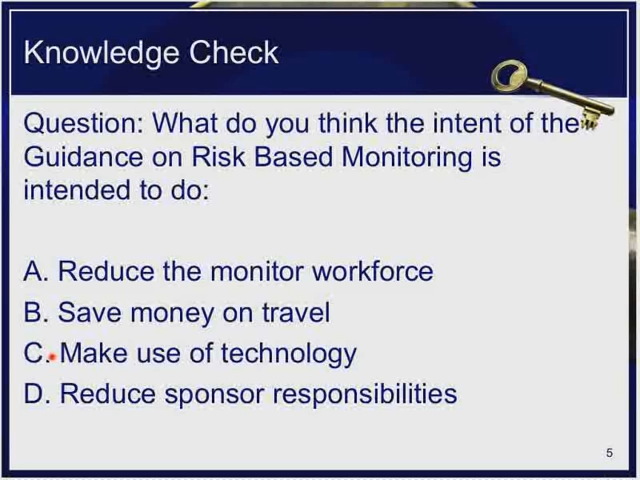 Knowledge Check
Question: What do you think the intent of the
Guidance on Risk Based Monitoring is
intended to do:
A. Reduce the monitor workforce
B. Save money on travel
C. Make use of technology
D. Reduce sponsor responsibilities
5